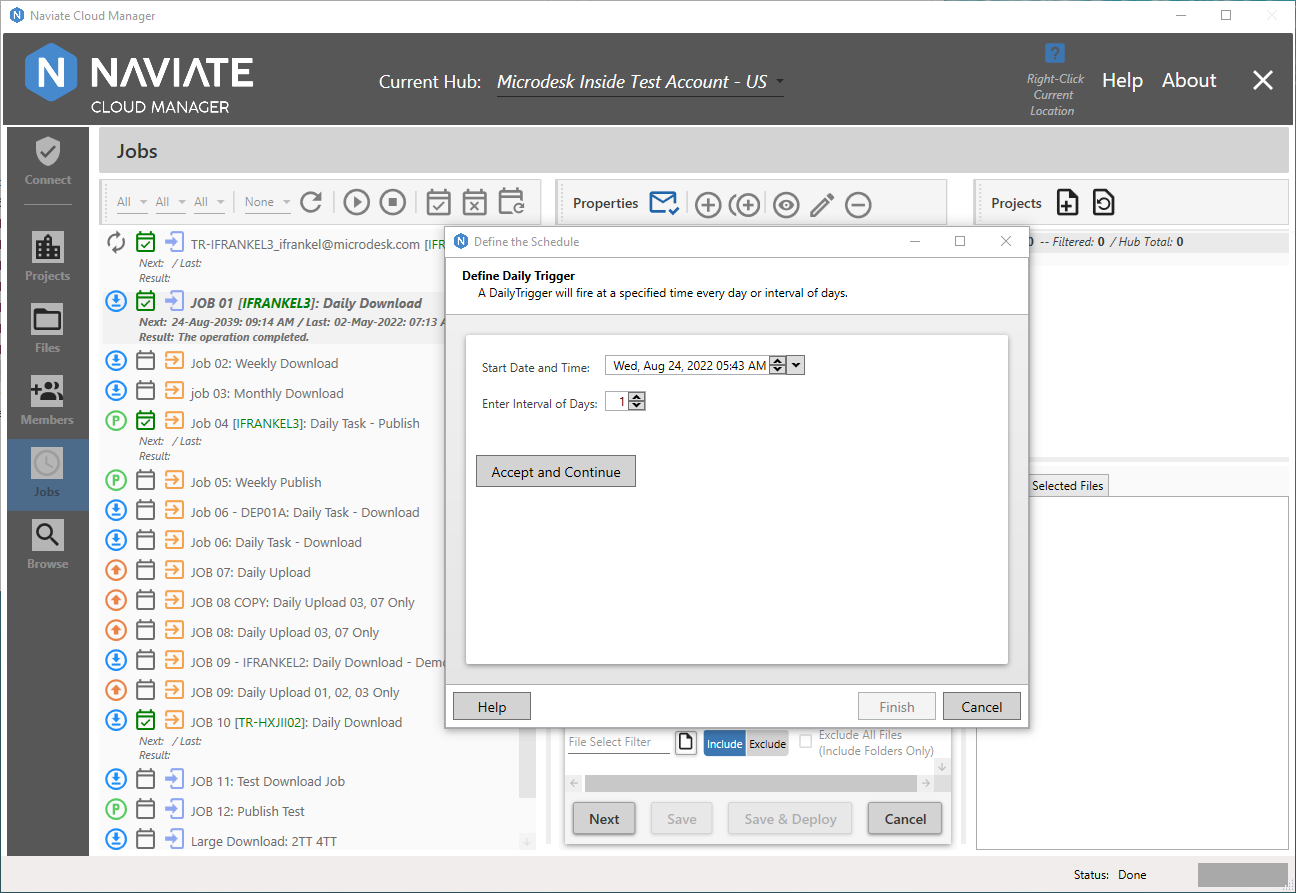 Naviate Cloud Manager
NAVIATE
CLOUD MANAGER
Current Hub: Microdesk Inside Test Account - US
?
Right-Click
Current
Location
Help
About
Connect
Projects
Files
Members
Jobs
Browse
Jobs
All
All
All
None
Properties
Projects
TR-IFRANKEL3_ifrankel@microdesk.com [IFR
Next: / Last:
Result:
JOB 01 [IFRANKEL3]: Daily Download
Next: 24-Aug-2039: 09:14 AM / Last: 02-May-2022: 07:13 A
Result: The operation completed.
Job 02: Weekly Download
job 03: Monthly Download
Job 04 [IFRANKEL3]: Daily Task - Publish
Next: / Last:
Result:
Job 05: Weekly Publish
Job 06 - DEP01A: Daily Task - Download
Job 06: Daily Task - Download
JOB 07: Daily Upload
JOB 08 COPY: Daily Upload 03, 07 Only
JOB 08: Daily Upload 03, 07 Only
JOB 09 - IFRANKEL2: Daily Download - Demo
JOB 09: Daily Upload 01, 02, 03 Only
JOB 10 [TR-HXJII02]: Daily Download
Next: / Last:
Result:
JOB 11: Test Download Job
JOB 12: Publish Test
Large Download: 2TT 4TT
Define the Schedule
Define Daily Trigger
A DailyTrigger will fire at a specified time every day or interval of days.
Start Date and Time: Wed, Aug 24, 2022 05:43 AM
Enter Interval of Days: 1
Accept and Continue
Help
Finish
Cancel
File Select Filter
Include
Exclude
Exclude All Files
(Include Folders Only)
Next
Save
Save & Deploy
Cancel
0 -- Filtered: 0 / Hub Total: 0
Selected Files
Status: Done